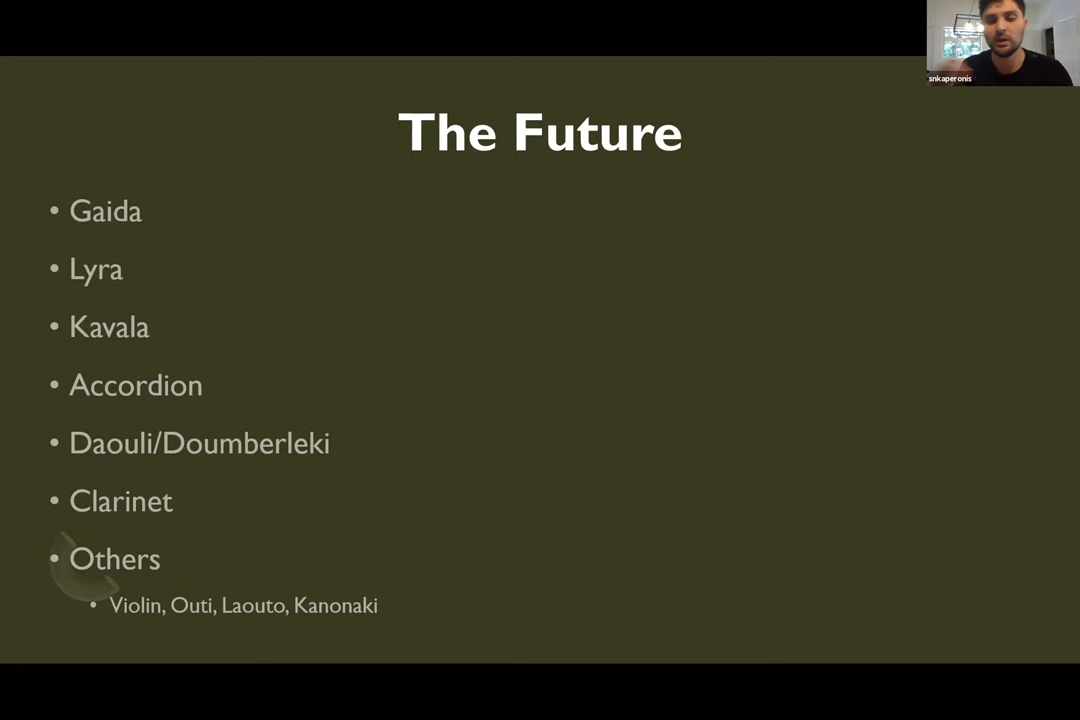 snkaperonis
The Future
• Gaida
• Lyra
• Kavala
• Accordion
• Daouli/Doumberleki
• Clarinet
• Others
• Violin, Outi, Laouto, Kanonaki